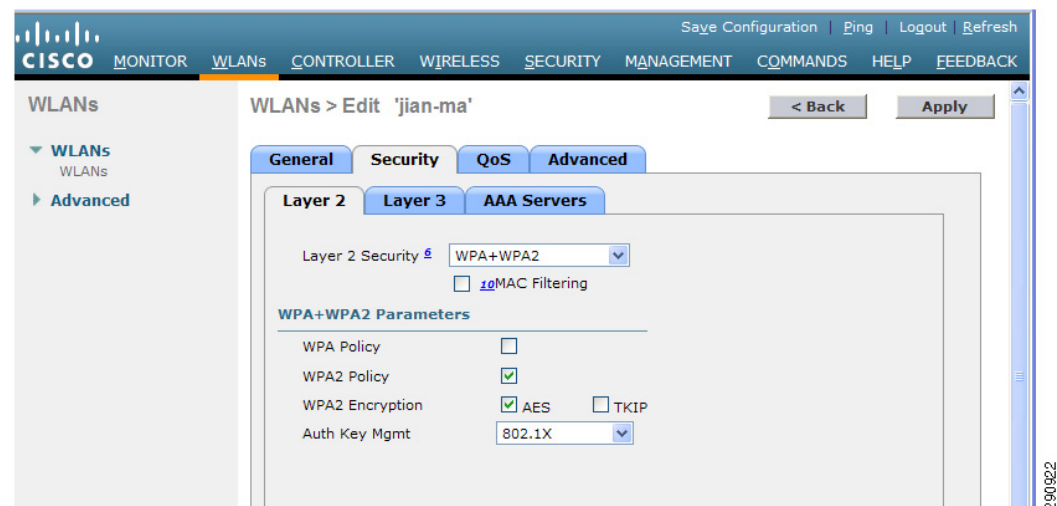 Save Configuration | Ping | Logout | Refresh
CISCO MONITOR WLANs CONTROLLER WIRELESS SECURITY MANAGEMENT COMMANDS HELP FEEDBACK
WLANs
WLANs > Edit 'jian-ma'
< Back
Apply
WLANs
WLANs
Advanced
General Security QoS Advanced
Layer 2 Layer 3 AAA Servers
Layer 2 Security 6 WPA+WPA2
10MAC Filtering
WPA+WPA2 Parameters
WPA Policy
WPA2 Policy
WPA2 Encryption AES TKIP
Auth Key Mgmt 802.1X
290922